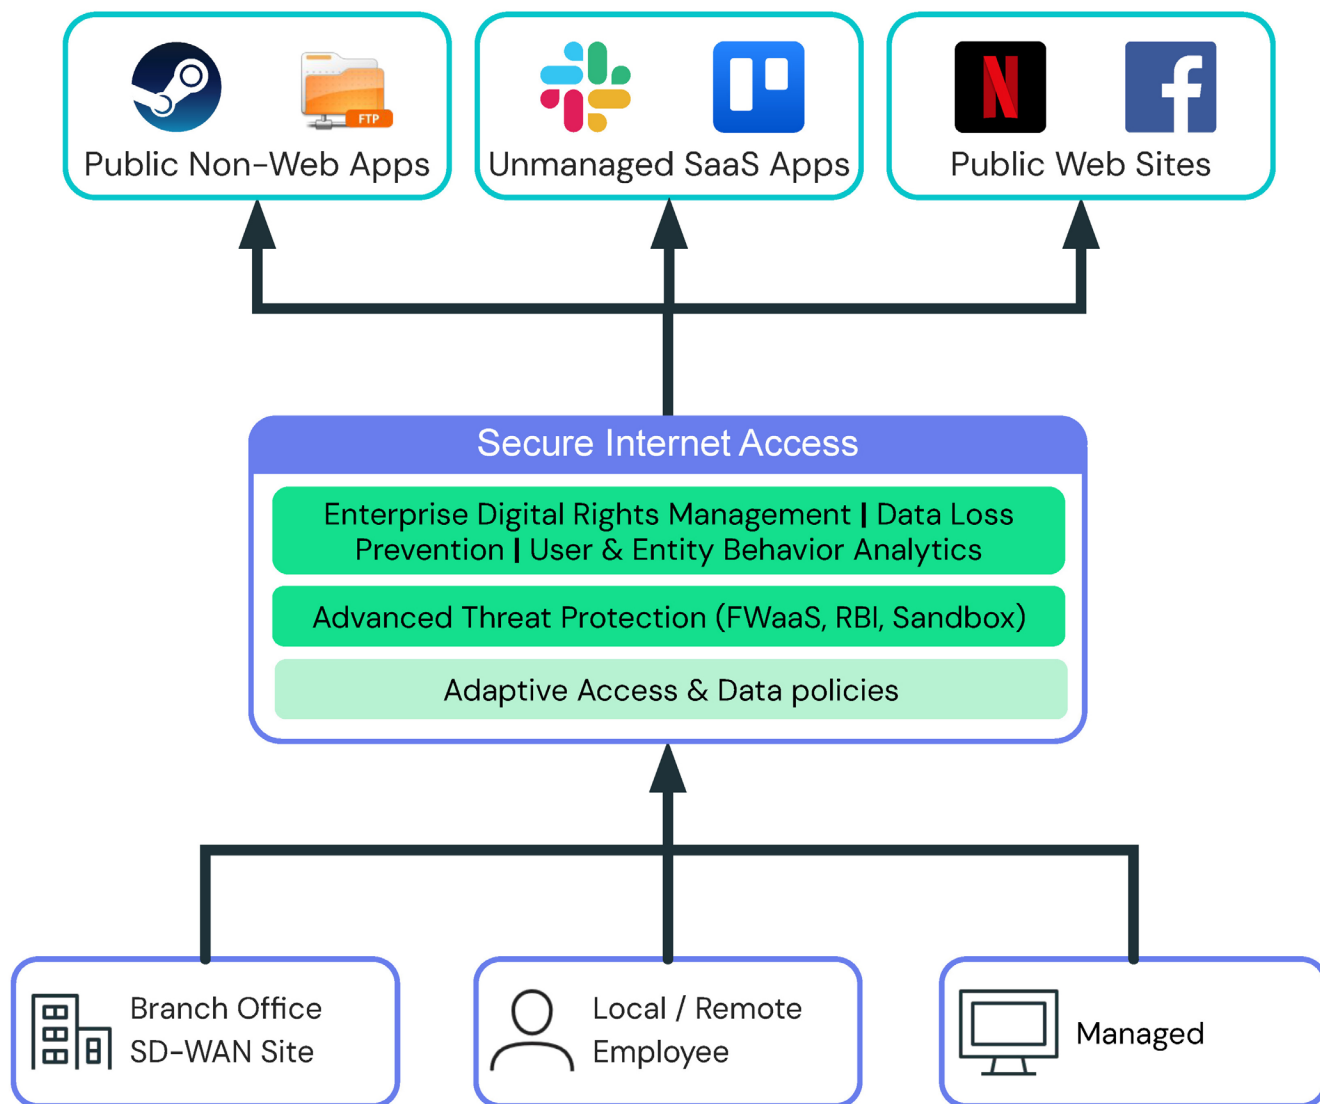 FTP
Public Non-Web Apps
Unmanaged SaaS Apps
N
f
Public Web Sites
Secure Internet Access
Enterprise Digital Rights Management | Data Loss
Prevention | User & Entity Behavior Analytics
Advanced Threat Protection (FWaaS, RBI, Sandbox)
Adaptive Access & Data policies
Branch Office
SD-WAN Site
Local / Remote
Employee
Managed